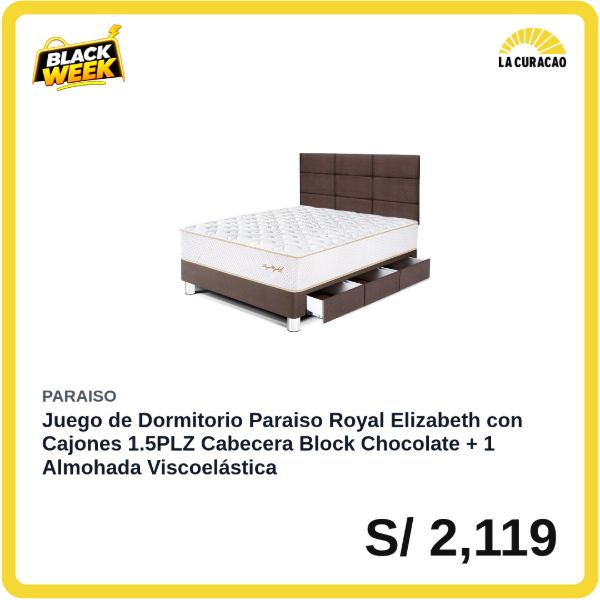 BLACK
WEEK
LA CURACAO
PARAISO
Juego de Dormitorio Paraiso Royal Elizabeth con
Cajones 1.5PLZ Cabecera Block Chocolate + 1
Almohada Viscoelástica
S/ 2,119